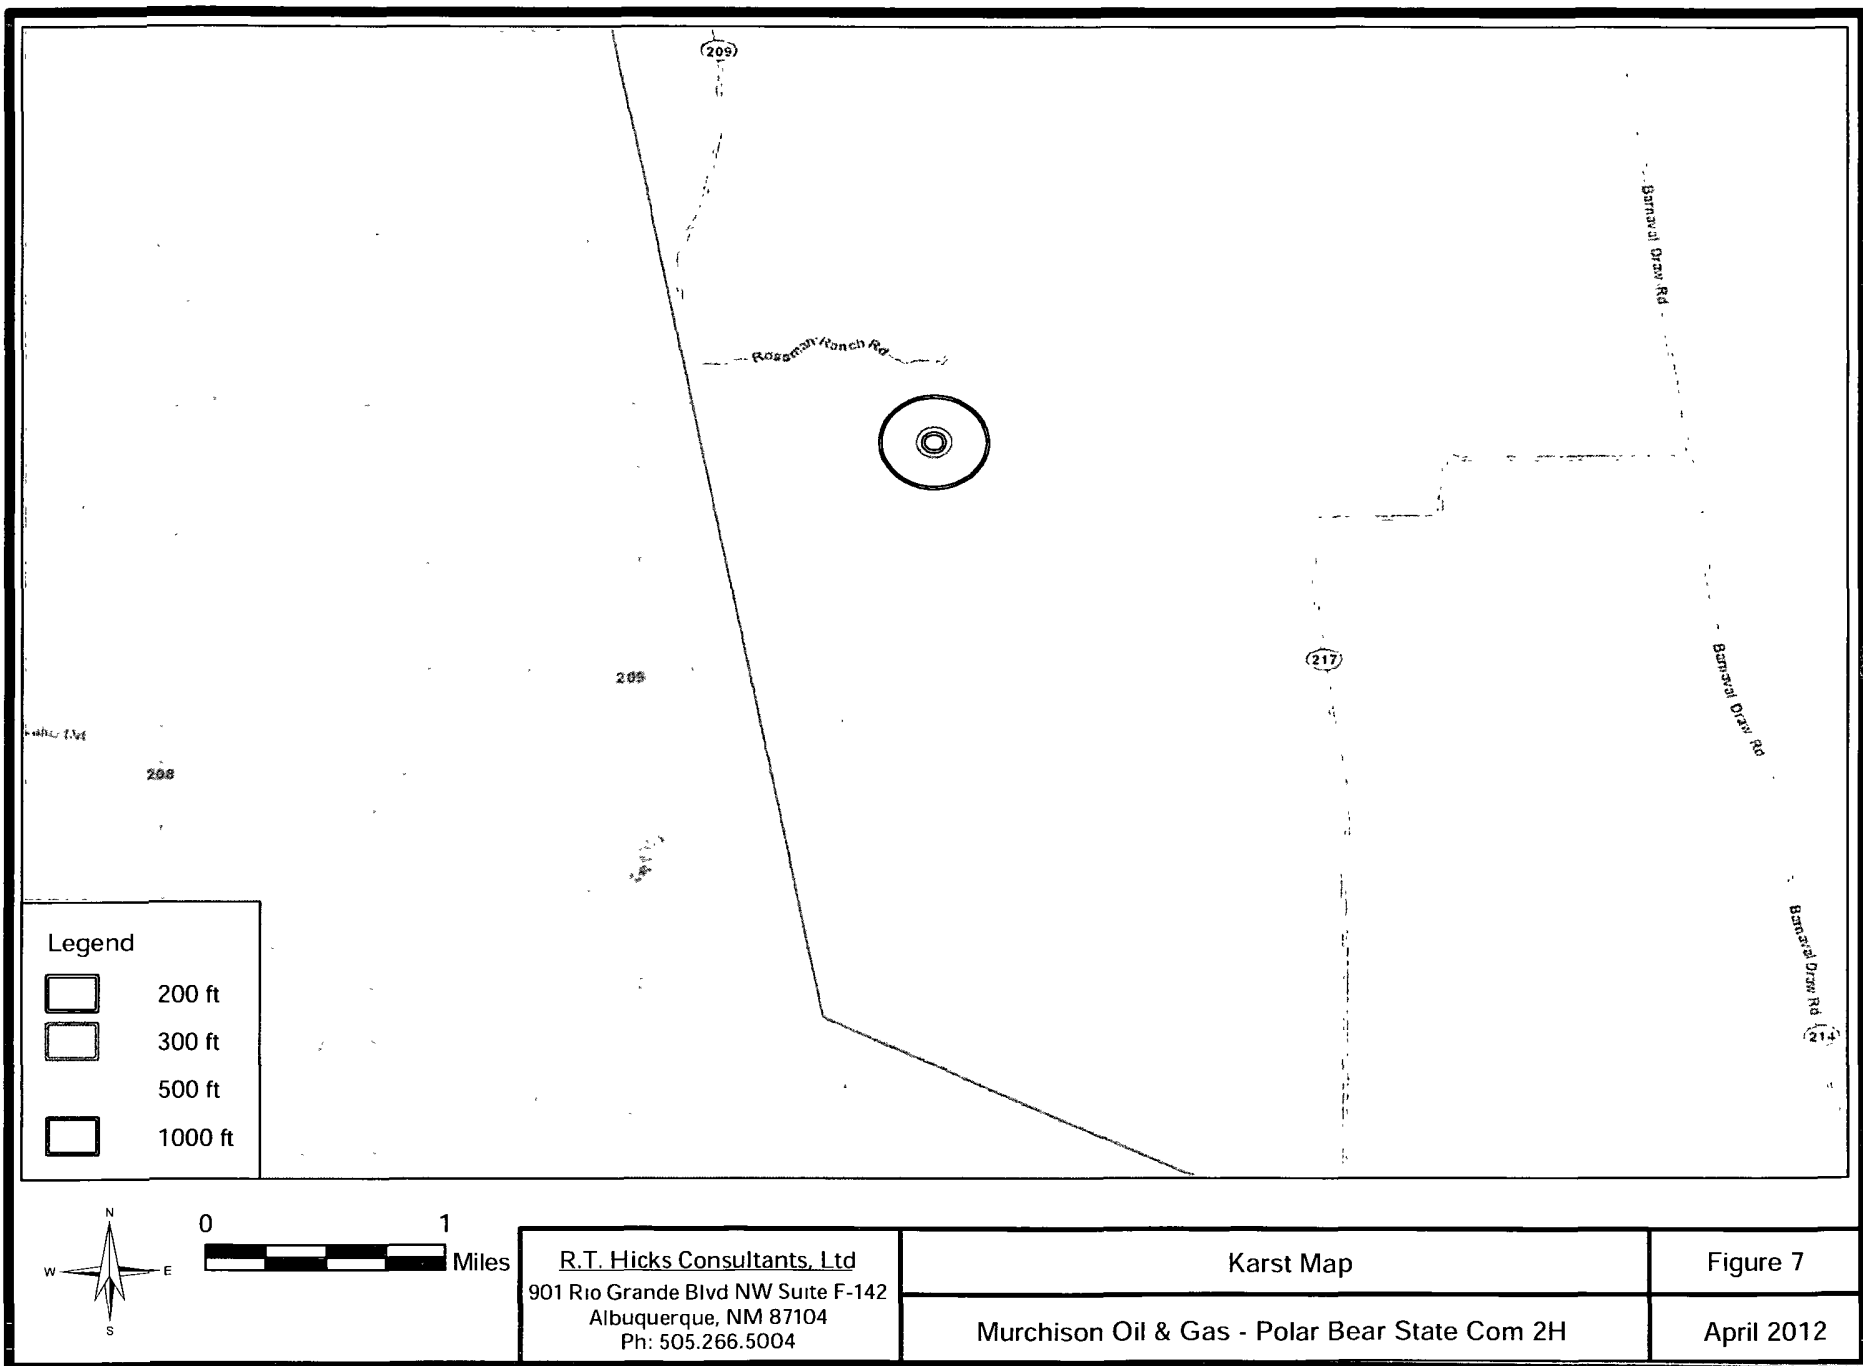 209
Barnaval Draw Rd
Rossman Ranch Rd
217
209
Barnaval Draw Rd
208
Barnaval Draw Rd
214
Legend
200 ft
300 ft
500 ft
1000 ft
N
W
E
S
0
1
Miles
R.T. Hicks Consultants, Ltd
901 Rio Grande Blvd NW Suite F-142
Albuquerque, NM 87104
Ph: 505.266.5004
Karst Map
Figure 7
Murchison Oil & Gas - Polar Bear State Com 2H
April 2012